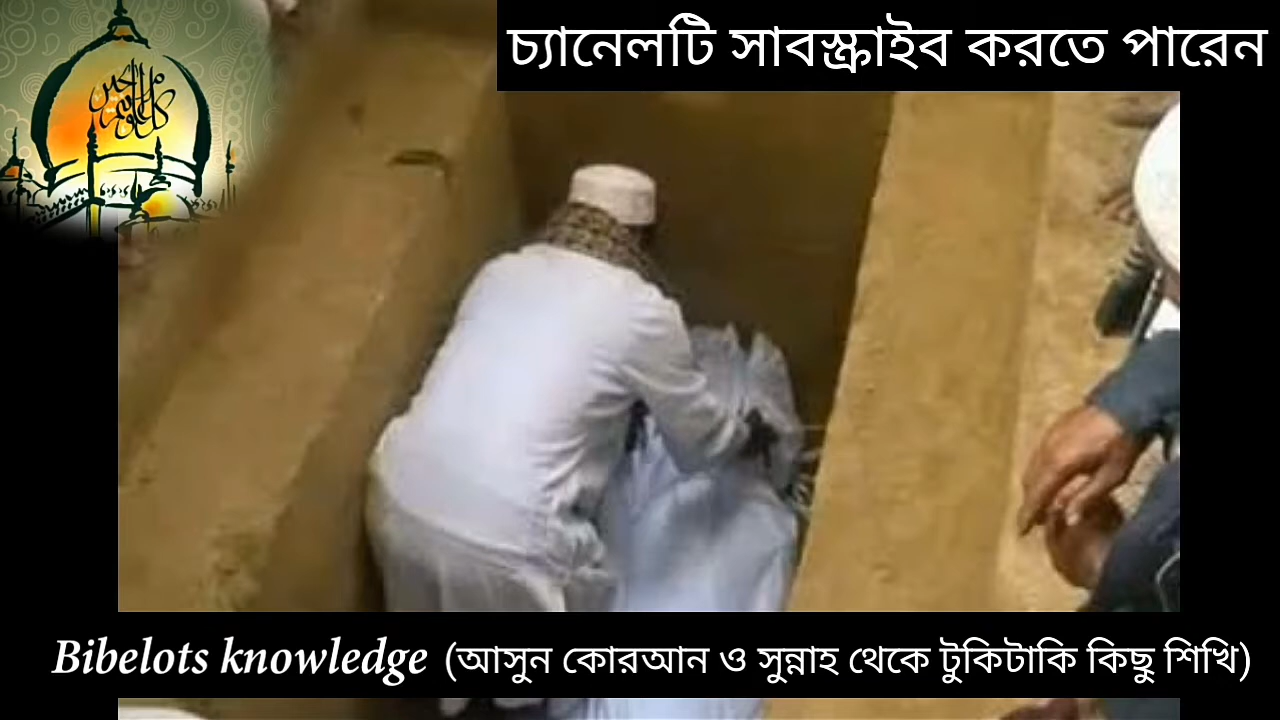 চ্যানেলটি সাবস্ক্রাইব করতে পারেন
Bibelots knowledge (আসুন কোরআন ও সুন্নাহ থেকে টুকিটাকি কিছু শিখি)